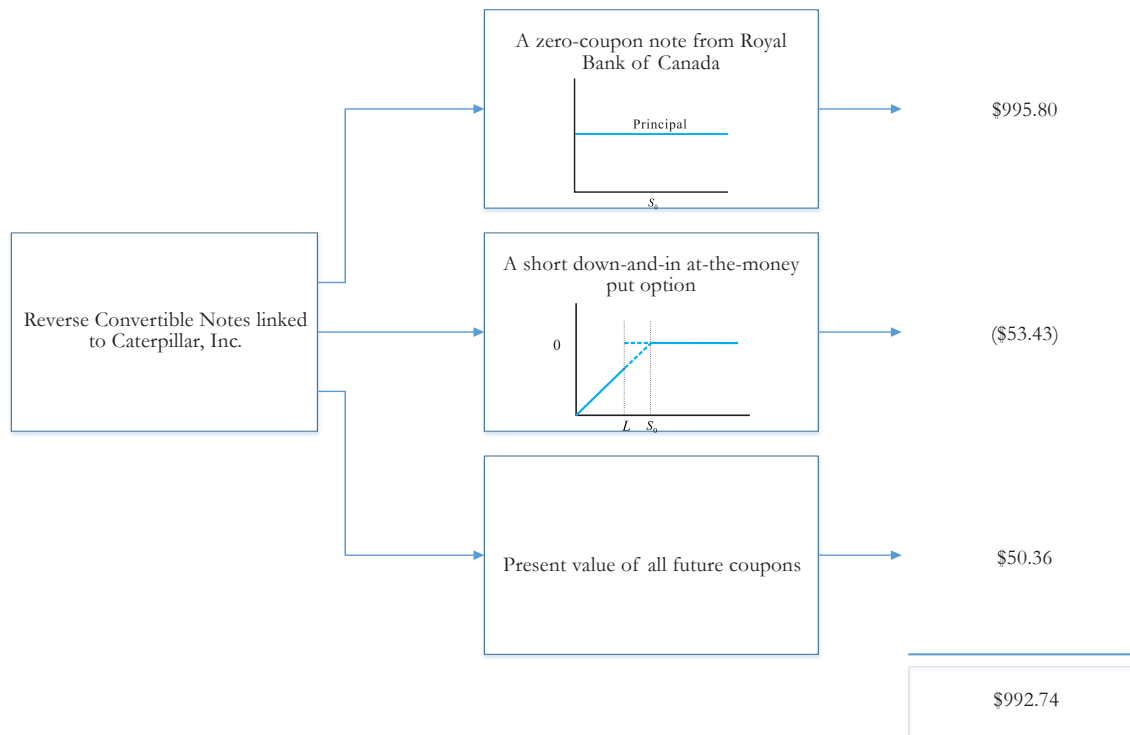 A zero-coupon note from Royal
Bank of Canada
Principal
S₀
$995.80
Reverse Convertible Notes linked
to Caterpillar, Inc.
A short down-and-in at-the-money
put option
0
L S₀
($53.43)
Present value of all future coupons
$50.36
$992.74